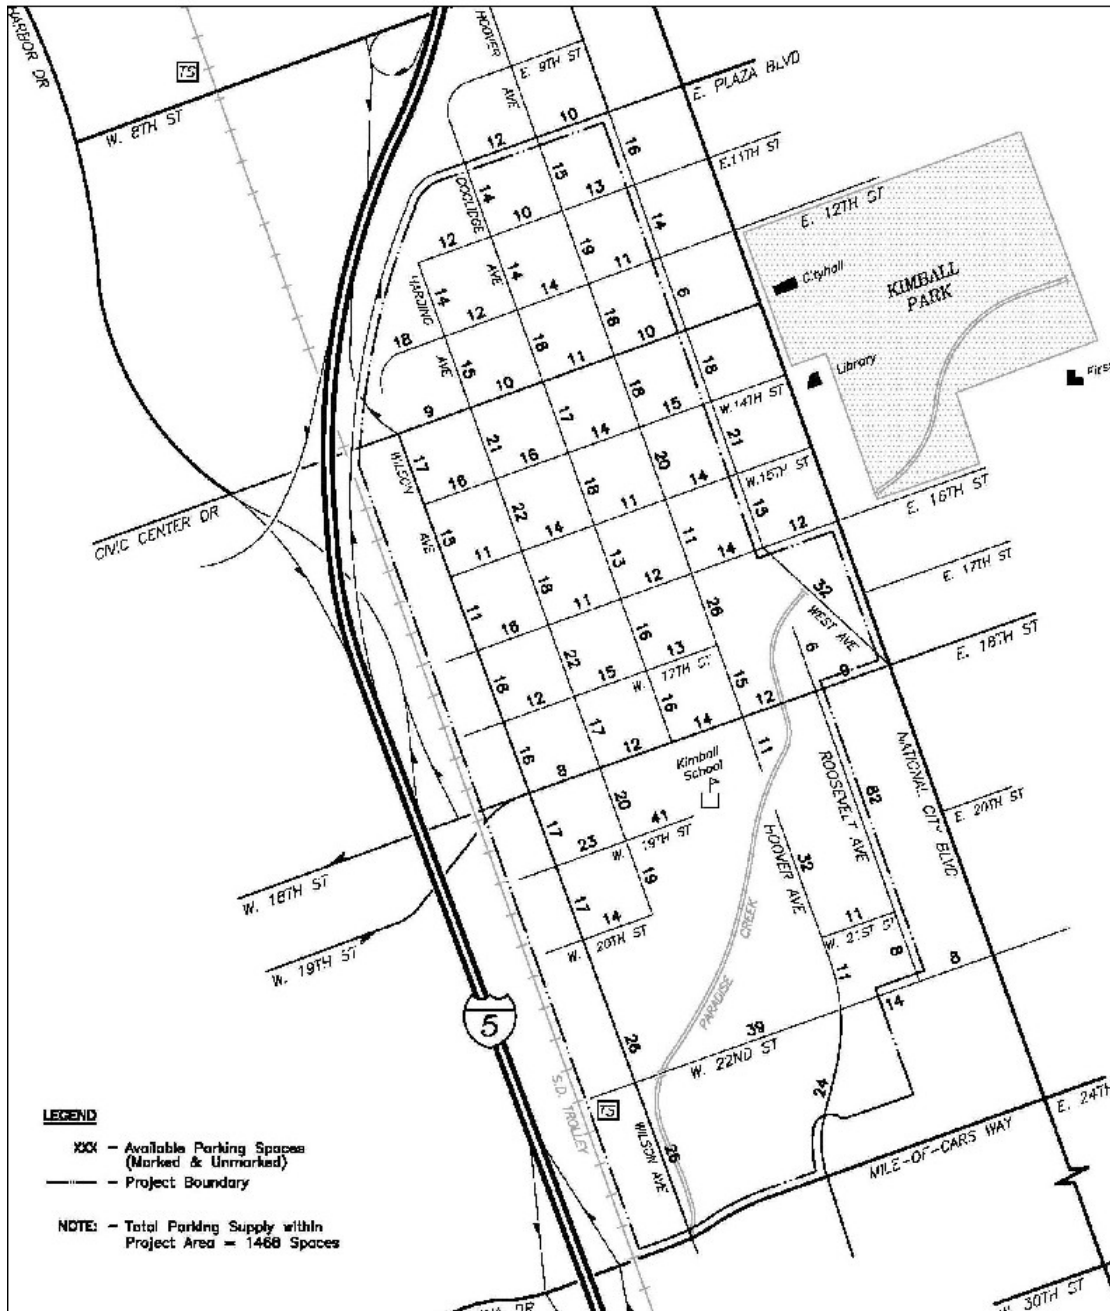 HARBOR DR
HOOVER
AVE
E. 9TH ST
TS
W. 8TH ST
E. PLAZA BLVD
10
12
16
E. 11TH ST
15
13
14
COOLIDGE
AVE
10
14
E. 12TH ST
12
19
11
Cityhall
KIMBALL
PARK
14
HARDING
AVE
14
14
6
12
16
10
18
18
11
18
Library
First
15
10
18
15
W. 14TH ST
9
17
14
21
21
WILSON
AVE
17
16
20
W. 15TH ST
16
18
14
E. 16TH ST
CIVIC CENTER DR
22
11
15
12
15
14
11
14
11
13
12
E. 17TH ST
18
32
WEST AVE
11
11
26
16
16
6
E. 18TH ST
13
22
15
W. 17TH ST
9
16
12
15
12
16
17
14
11
16
12
8
Kimball
School
NATIONAL CITY BLVD
ROOSEVELT AVE
82
20
41
E. 20TH ST
17
23
W. 19TH ST
HOOVER AVE
32
19
W. 18TH ST
17
14
11
W. 20TH ST
W. 21ST ST
W. 19TH ST
PARADISE
CREEK
8
8
11
14
5
39
26
W. 22ND ST
24
S.D. TROLLEY
TS
E. 24TH
WILSON AVE
26
MILE-OF-CARS WAY
LEGEND
XXX – Available Parking Spaces
(Marked & Unmarked)
– Project Boundary
NOTE: – Total Parking Supply within
Project Area = 1468 Spaces
DR
W. 30TH ST